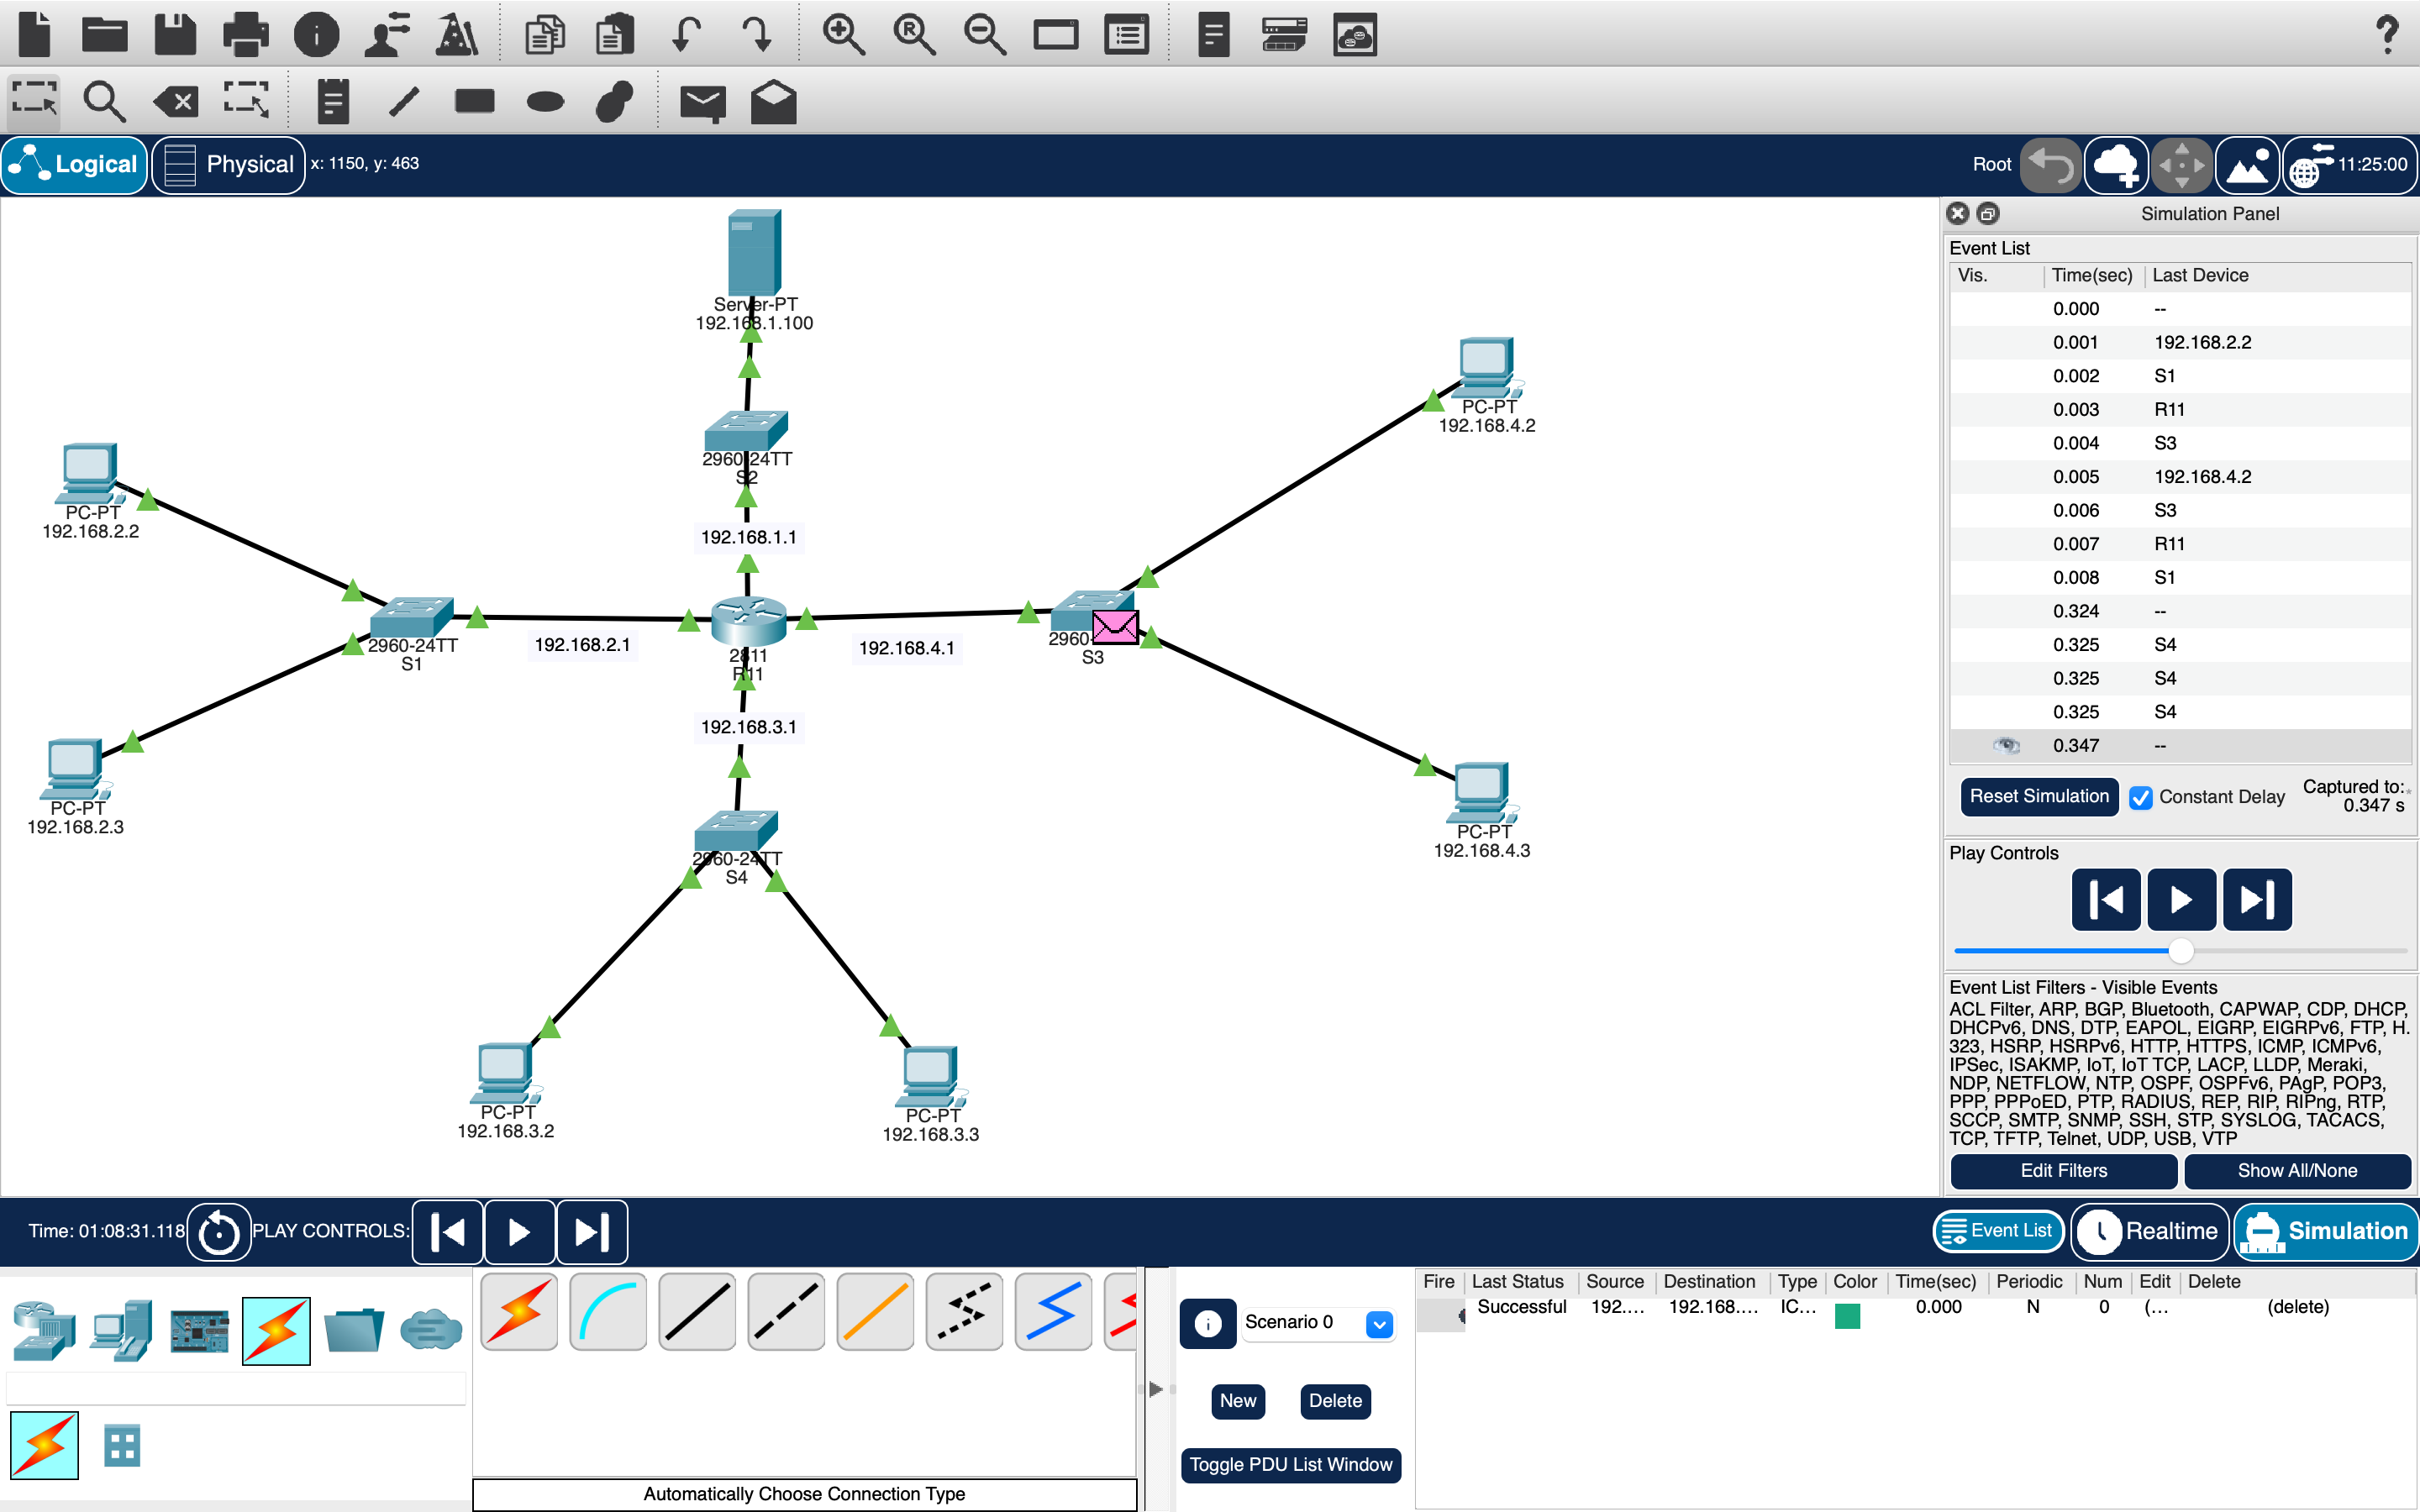 Logical
Physical
x: 1150, y: 463
Root
11:25:00
Server-PT
192.168.1.100
2960-24TT
S2
192.168.1.1
PC-PT
192.168.4.2
PC-PT
192.168.2.2
2960-24TT
S1
192.168.2.1
2811
R11
192.168.4.1
2960-
S3
192.168.3.1
PC-PT
192.168.2.3
2960-24TT
S4
PC-PT
192.168.4.3
PC-PT
192.168.3.2
PC-PT
192.168.3.3
Simulation Panel
Event List
Vis. Time(sec) Last Device
0.000 --
0.001 192.168.2.2
0.002 S1
0.003 R11
0.004 S3
0.005 192.168.4.2
0.006 S3
0.007 R11
0.008 S1
0.324 --
0.325 S4
0.325 S4
0.325 S4
0.347 --
Reset Simulation
Constant Delay
Captured to:
0.347 s
Play Controls
Event List Filters - Visible Events
ACL Filter, ARP, BGP, Bluetooth, CAPWAP, CDP, DHCP,
DHCPv6, DNS, DTP, EAPOL, EIGRP, EIGRPv6, FTP, H.
323, HSRP, HSRPv6, HTTP, HTTPS, ICMP, ICMPv6,
IPSec, ISAKMP, IoT, IoT TCP, LACP, LLDP, Meraki,
NDP, NETFLOW, NTP, OSPF, OSPFv6, PAgP, POP3,
PPP, PPPoED, PTP, RADIUS, REP, RIP, RIPng, RTP,
SCCP, SMTP, SNMP, SSH, STP, SYSLOG, TACACS,
TCP, TFTP, Telnet, UDP, USB, VTP
Edit Filters
Show All/None
Time: 01:08:31.118
PLAY CONTROLS:
Event List
Realtime
Simulation
Automatically Choose Connection Type
Scenario 0
New
Delete
Toggle PDU List Window
Fire Last Status Source Destination Type Color Time(sec) Periodic Num Edit Delete
Successful 192.... 192.168.... IC... 0.000 N 0 (... (delete)